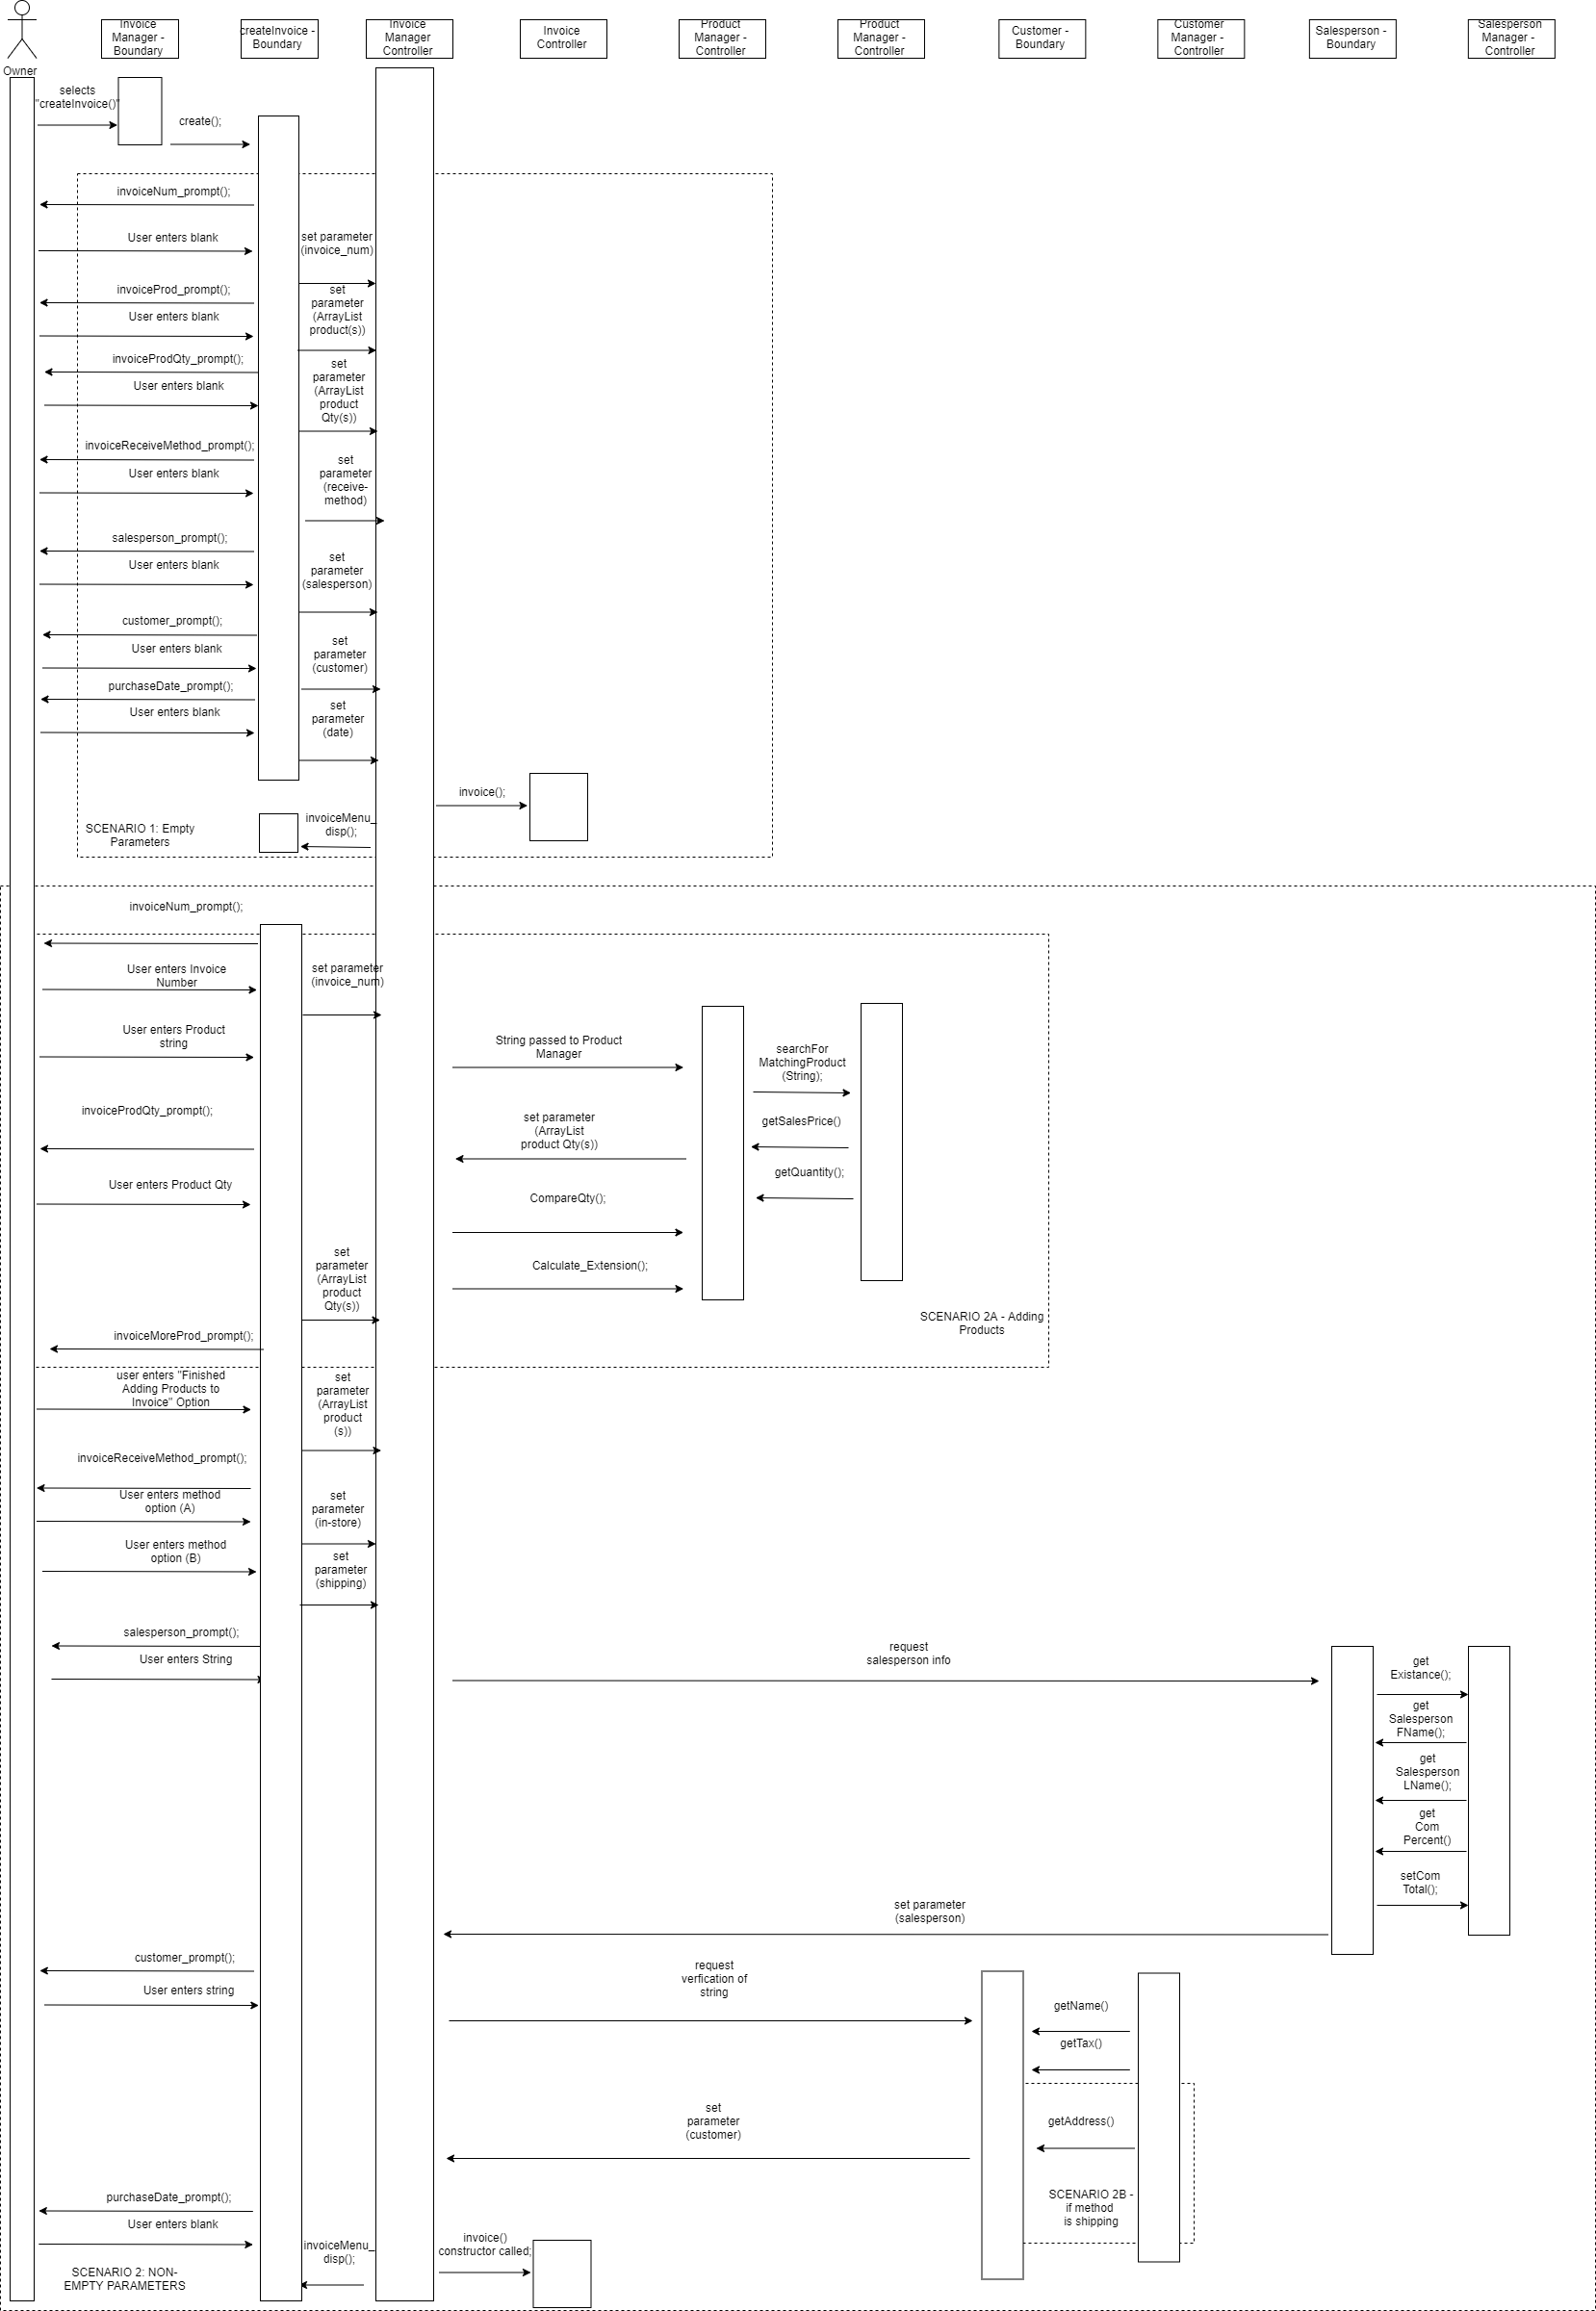 Owner
Invoice
Manager -
Boundary
createInvoice -
Boundary
Invoice
Manager
Controller
Invoice
Controller
Product
Manager -
Controller
Product
Manager -
Controller
Customer -
Boundary
Customer
Manager -
Controller
Salesperson -
Boundary
Salesperson
Manager -
Controller
selects
"createInvoice()"
create();
invoiceNum_prompt();
User enters blank
set parameter
(invoice_num)
invoiceProd_prompt();
User enters blank
set
parameter
(ArrayList
product(s))
invoiceProdQty_prompt();
User enters blank
set
parameter
(ArrayList
product
Qty(s))
invoiceReceiveMethod_prompt();
User enters blank
set
parameter
(receive-
method)
salesperson_prompt();
User enters blank
set
parameter
(salesperson)
customer_prompt();
User enters blank
set
parameter
(customer)
purchaseDate_prompt();
User enters blank
set
parameter
(date)
invoice();
invoiceMenu_
disp();
SCENARIO 1: Empty
Parameters
invoiceNum_prompt();
User enters Invoice
Number
set parameter
(invoice_num)
User enters Product
string
String passed to Product
Manager
searchFor
MatchingProduct
(String);
invoiceProdQty_prompt();
set parameter
(ArrayList
product Qty(s))
getSalesPrice()
getQuantity();
User enters Product Qty
CompareQty();
set
parameter
(ArrayList
product
Qty(s))
Calculate_Extension();
SCENARIO 2A - Adding
Products
invoiceMoreProd_prompt();
user enters "Finished
Adding Products to
Invoice" Option
set
parameter
(ArrayList
product
(s))
invoiceReceiveMethod_prompt();
User enters method
option (A)
set
parameter
(in-store)
User enters method
option (B)
set
parameter
(shipping)
salesperson_prompt();
User enters String
request
salesperson info
get
Existance();
get
Salesperson
FName();
get
Salesperson
LName();
get
Com
Percent()
setCom
Total();
set parameter
(salesperson)
customer_prompt();
User enters string
request
verfication of
string
getName()
getTax()
set
parameter
(customer)
getAddress()
SCENARIO 2B -
if method
is shipping
purchaseDate_prompt();
User enters blank
invoiceMenu_
disp();
invoice()
constructor called;
SCENARIO 2: NON-
EMPTY PARAMETERS